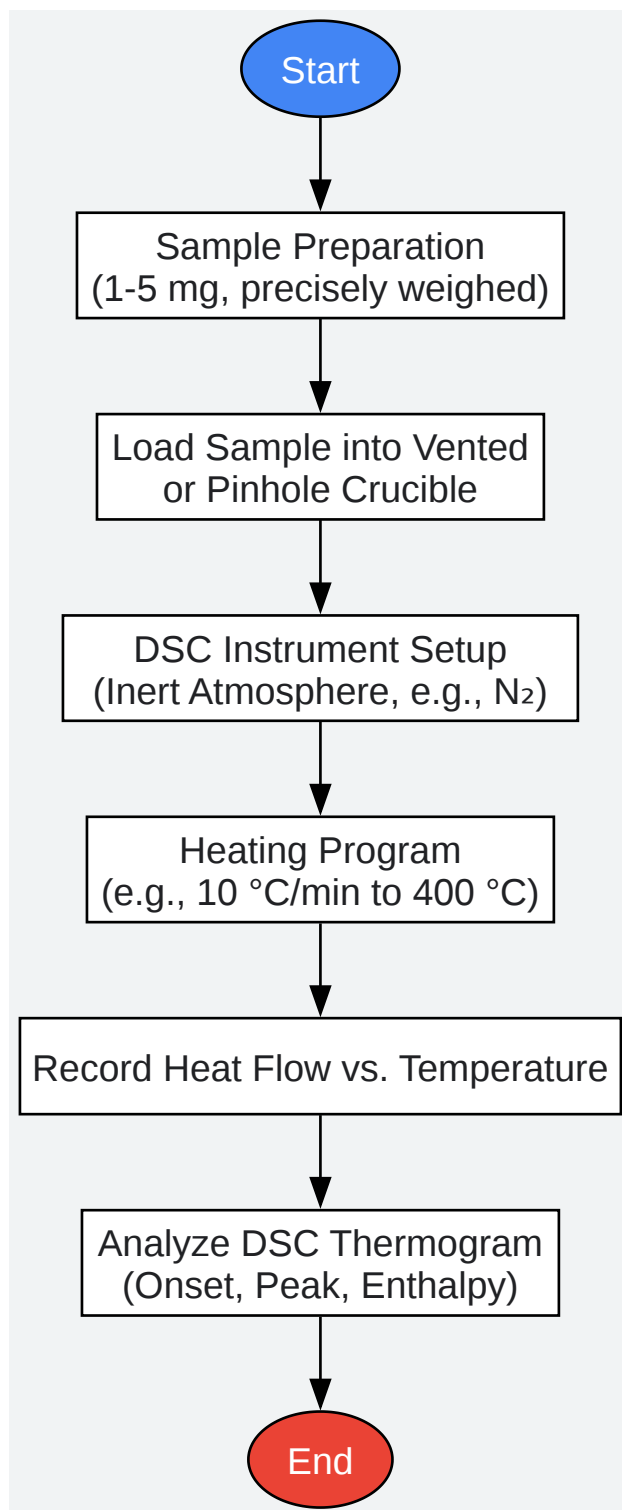 Start
Sample Preparation
(1-5 mg, precisely weighed)
Load Sample into Vented
or Pinhole Crucible
DSC Instrument Setup
(Inert Atmosphere, e.g., N₂)
Heating Program
(e.g., 10 °C/min to 400 °C)
Record Heat Flow vs. Temperature
Analyze DSC Thermogram
(Onset, Peak, Enthalpy)
End